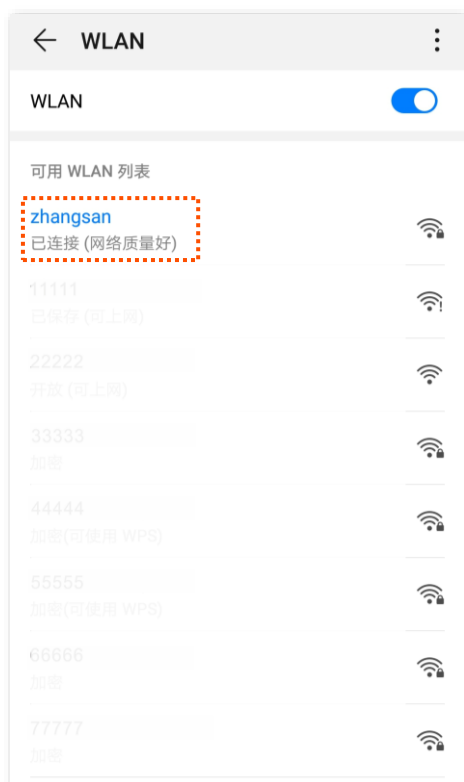 WLAN
WLAN
可用 WLAN 列表
zhangsan
已连接 (网络质量好)
11111
已保存 (可上网)
22222
开放 (可上网)
33333
加密
44444
加密(可使用 WPS)
55555
加密(可使用 WPS)
66666
加密
77777
加密